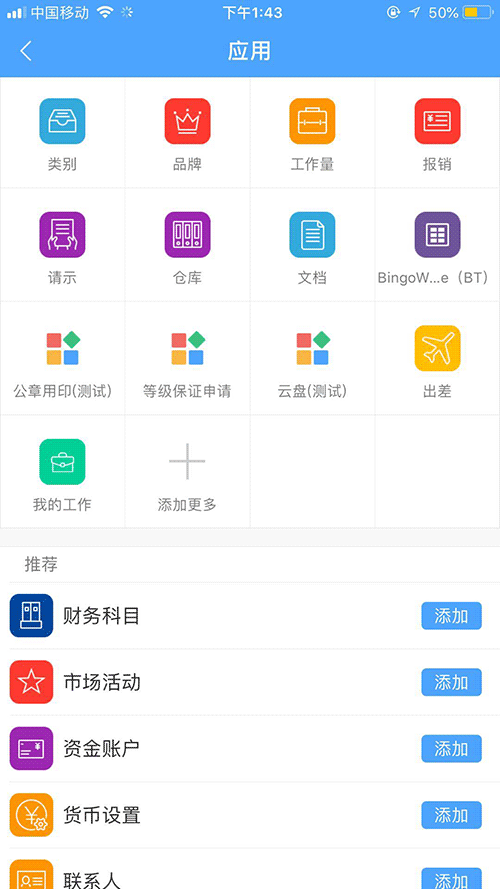 中国移动 下午1:43 50%
应用
类别 品牌 工作量 报销
请示 仓库 文档 BingoW...e（BT）
公章用印(测试) 等级保证申请 云盘(测试) 出差
我的工作 添加更多
推荐
财务科目 添加
市场活动 添加
资金账户 添加
货币设置 添加
联系人 添加